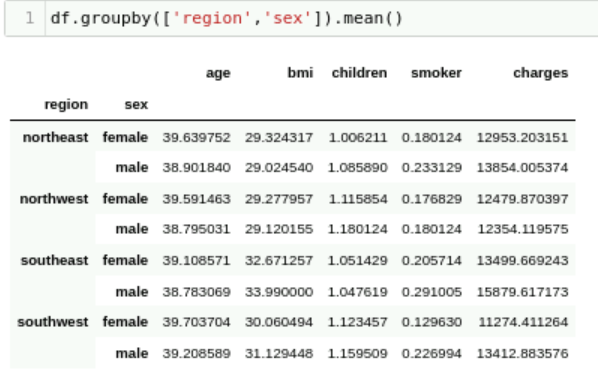 1 df.groupby(['region','sex']).mean()
age bmi children smoker charges
region sex
northeast female 39.639752 29.324317 1.006211 0.180124 12953.203151
male 38.901840 29.024540 1.085890 0.233129 13854.005374
northwest female 39.591463 29.277957 1.115854 0.176829 12479.870397
male 38.795031 29.120155 1.180124 0.180124 12354.119575
southeast female 39.108571 32.671257 1.051429 0.205714 13499.669243
male 38.783069 33.990000 1.047619 0.291005 15879.617173
southwest female 39.703704 30.060494 1.123457 0.129630 11274.411264
male 39.208589 31.129448 1.159509 0.226994 13412.883576